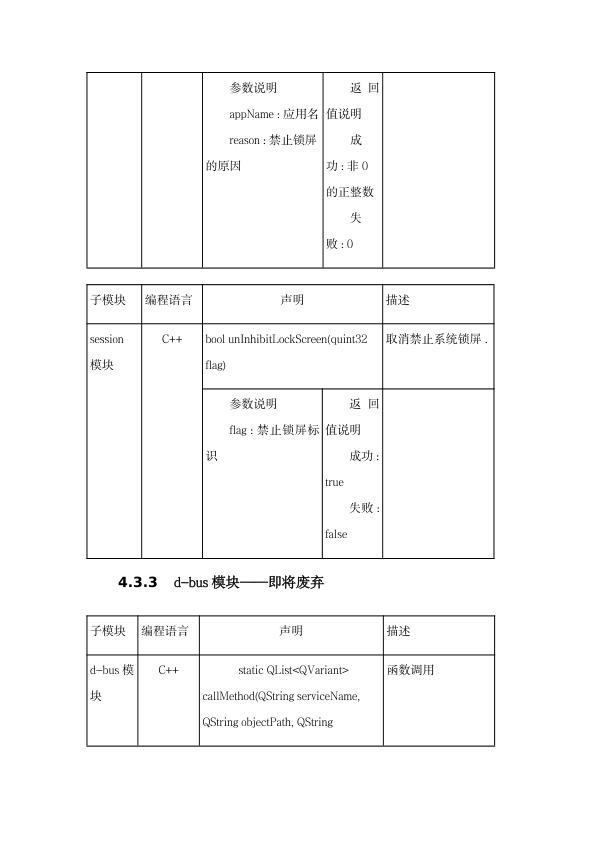 参数说明
appName : 应用名
reason : 禁止锁屏
的原因
返 回
值说明
成
功 : 非 0
的正整数
失
败 : 0
子模块 编程语言 声明 描述
session
模块
C++
bool unInhibitLockScreen(quint32
flag)
取消禁止系统锁屏 .
参数说明
flag : 禁止锁屏标
识
返 回
值说明
成功 :
true
失败 :
false
4.3.3 d-bus 模块——即将废弃
子模块 编程语言 声明 描述
d-bus 模
块
C++
static QList<QVariant>
callMethod(QString serviceName,
QString objectPath, QString
函数调用